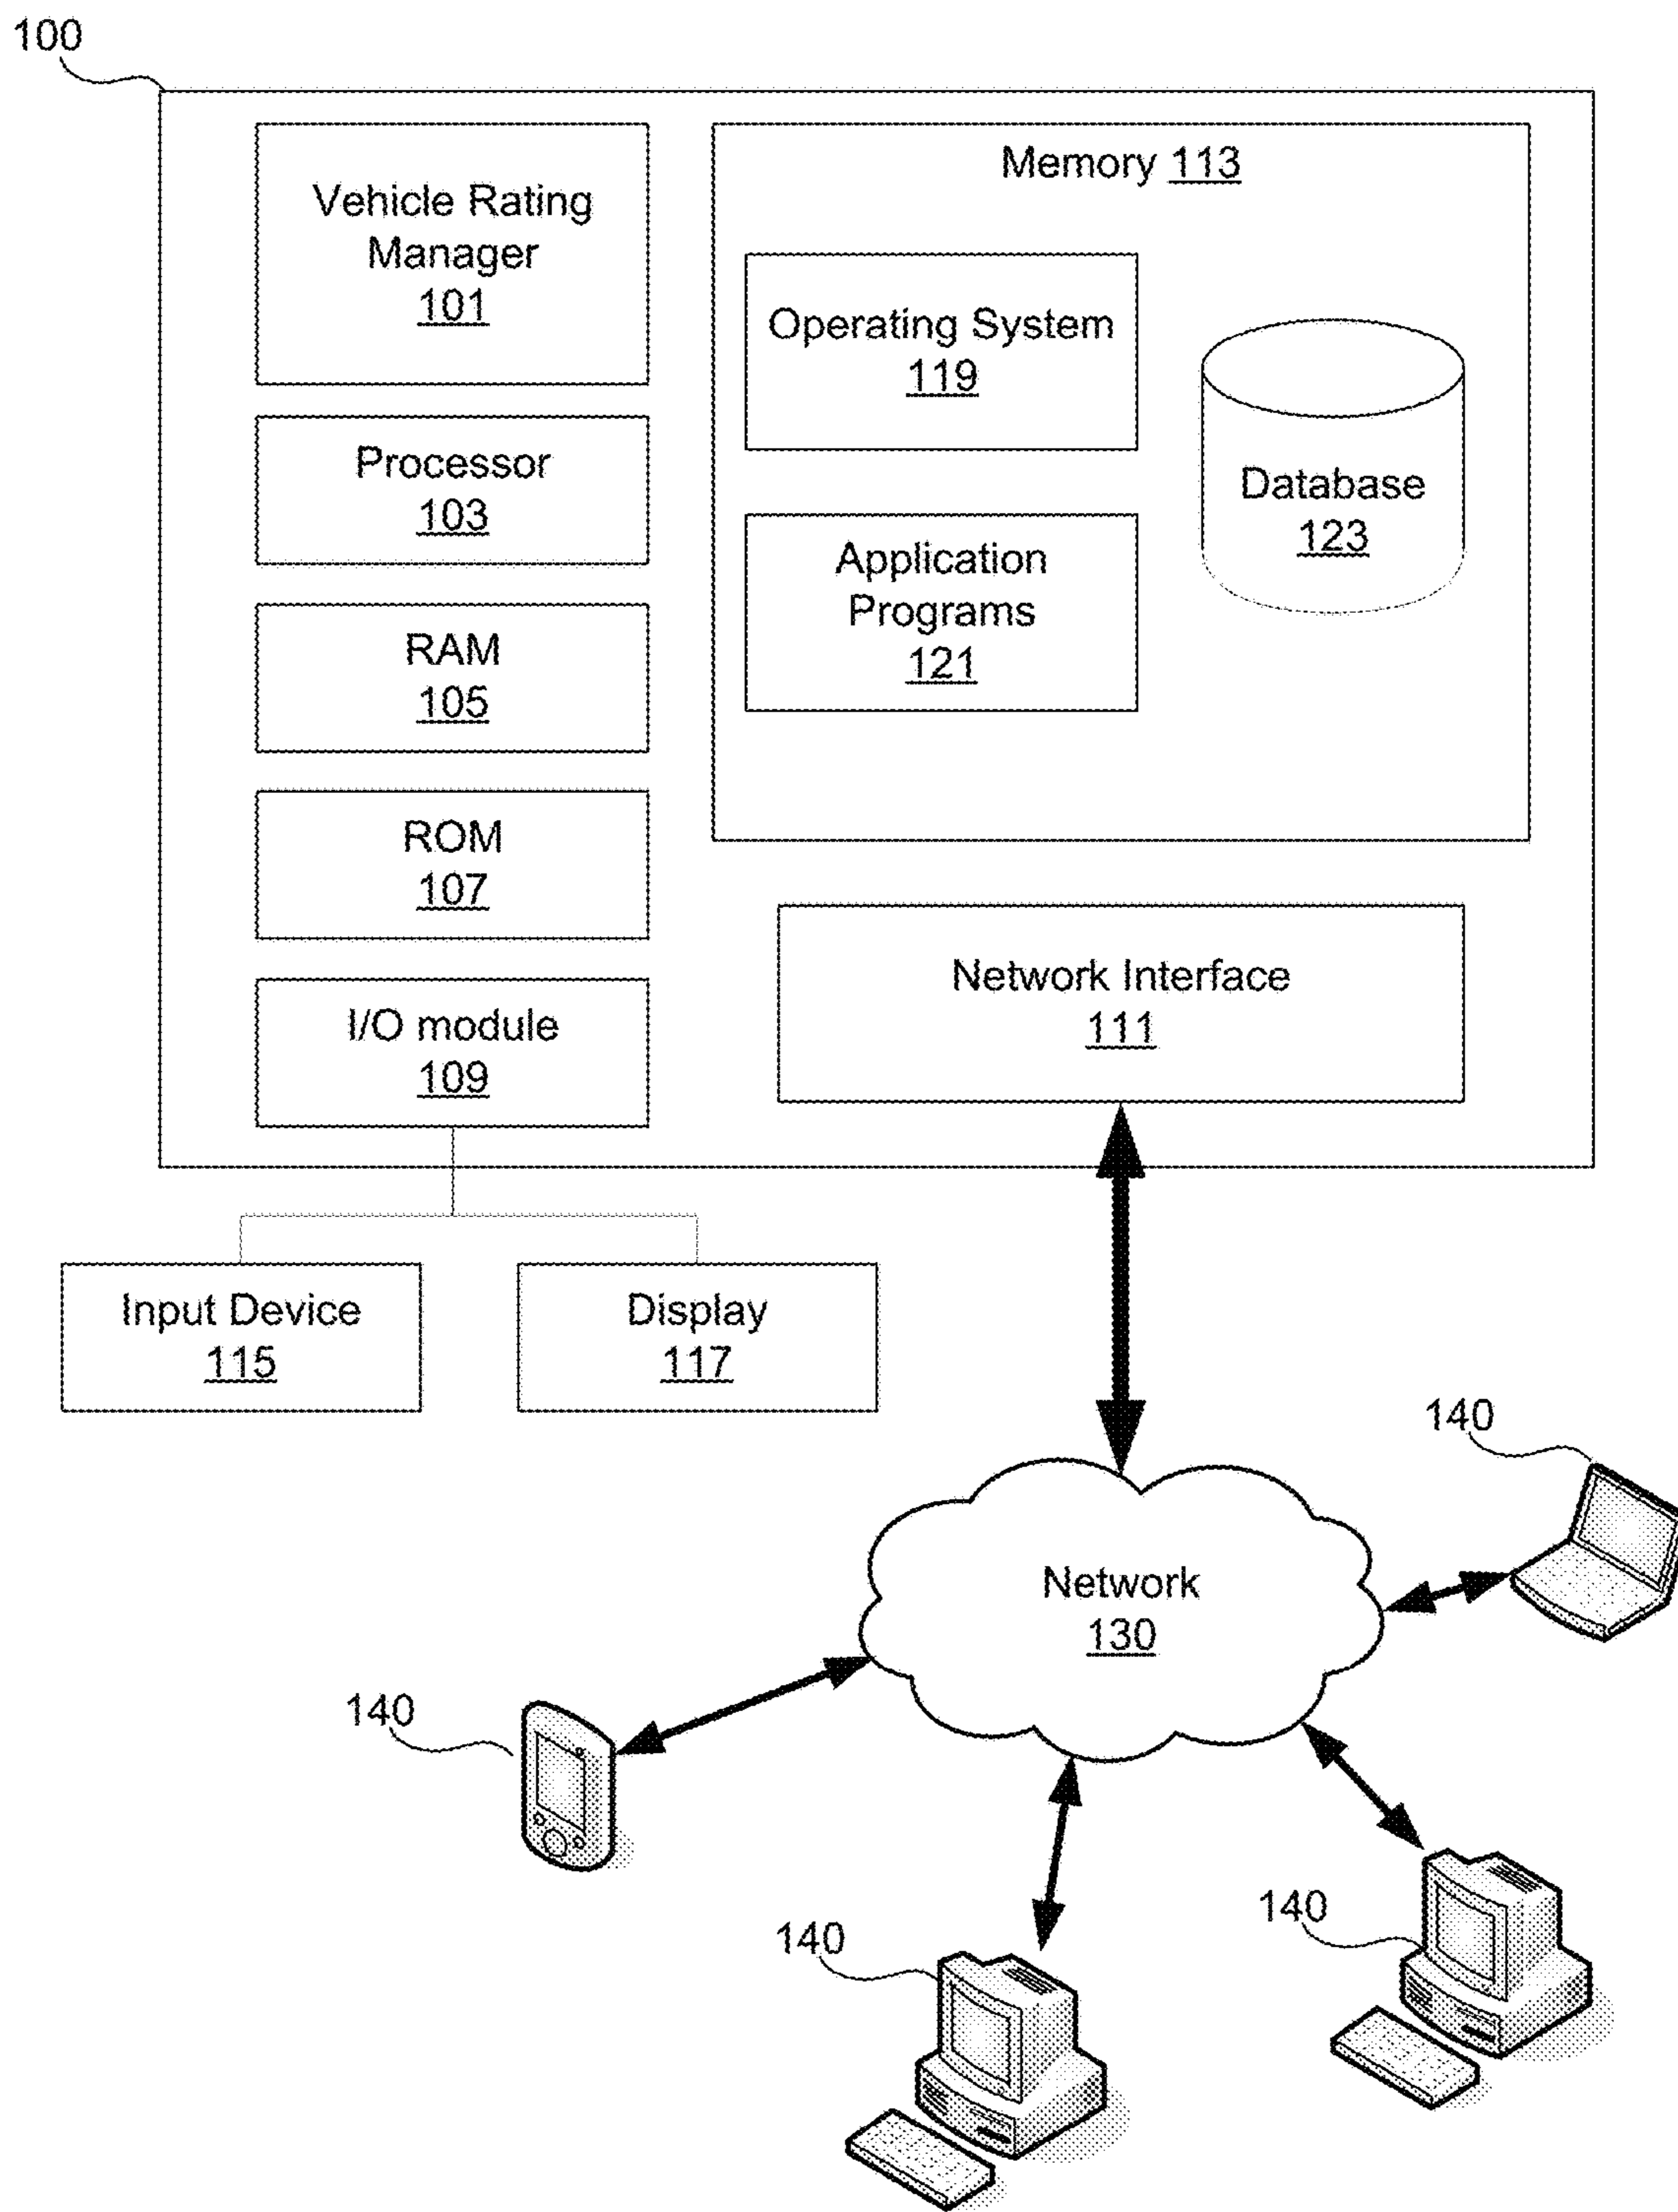 100
Vehicle Rating
Manager
101
Processor
103
RAM
105
ROM
107
I/O module
109
Memory 113
Operating System
119
Application
Programs
121
Database
123
Network Interface
111
Input Device
115
Display
117
Network
130
140
140
140
140